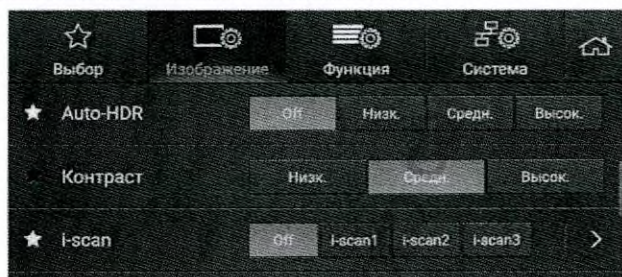 Выбор Изображение Функция Система
Auto-HDR Off Низк. Средн. Высок.
Контраст Низк. Средн. Высок.
i-scan Off i-scan1 i-scan2 i-scan3